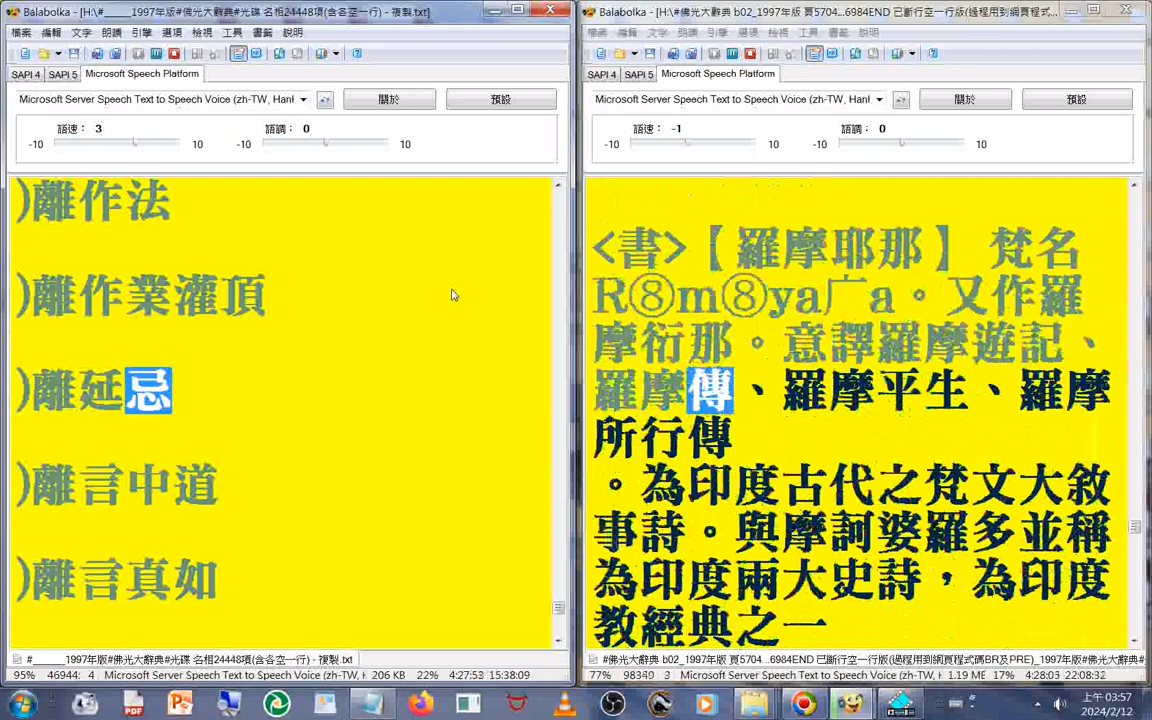 Balabolka - [H:\#_____1997年版#佛光大辭典#光碟 名相24448項(含各空一行) - 複製.txt]
檔案 編輯 文字 朗讀 引擎 選項 檢視 工具 書籤 說明
SAPI 4 SAPI 5 Microsoft Speech Platform
Microsoft Server Speech Text to Speech Voice (zh-TW, Hanl
關於
預設
語速： 3
語調： 0
-10 10 -10 10
)離作法
)離作業灌頂
)離延忌
)離言中道
)離言真如
#_____1997年版#佛光大辭典#光碟 名相24448項(含各空一行) - 複製.txt
95% 46944: 4 Microsoft Server Speech Text to Speech Voice (zh-TW, H 206 KB 22% 4:27:53 15:38:09
Balabolka - [H:\#佛光大辭典 b02_1997年版 頁5704...6984END 已斷行空一行版(過程用到網頁程式...
檔案 編輯 文字 朗讀 引擎 選項 檢視 工具 書籤 說明
SAPI 4 SAPI 5 Microsoft Speech Platform
Microsoft Server Speech Text to Speech Voice (zh-TW, Hanl
關於
預設
語速： -1
語調： 0
-10 10 -10 10
<書>【羅摩耶那】 梵名
R⑧m⑧ya广a。又作羅
摩衍那。意譯羅摩遊記、
羅摩傳、羅摩平生、羅摩
所行傳
。為印度古代之梵文大敘
事詩。與摩訶婆羅多並稱
為印度兩大史詩，為印度
教經典之一
#佛光大辭典 b02_1997年版 頁5704...6984END 已斷行空一行版(過程用到網頁程式碼BR及PRE)_1997年版#佛光大辭典#
77% 98349 3 Microsoft Server Speech Text to Speech Voice (zh-TW, H 1.19 ME 17% 4:28:03 22:08:32
上午 03:57
2024/2/12